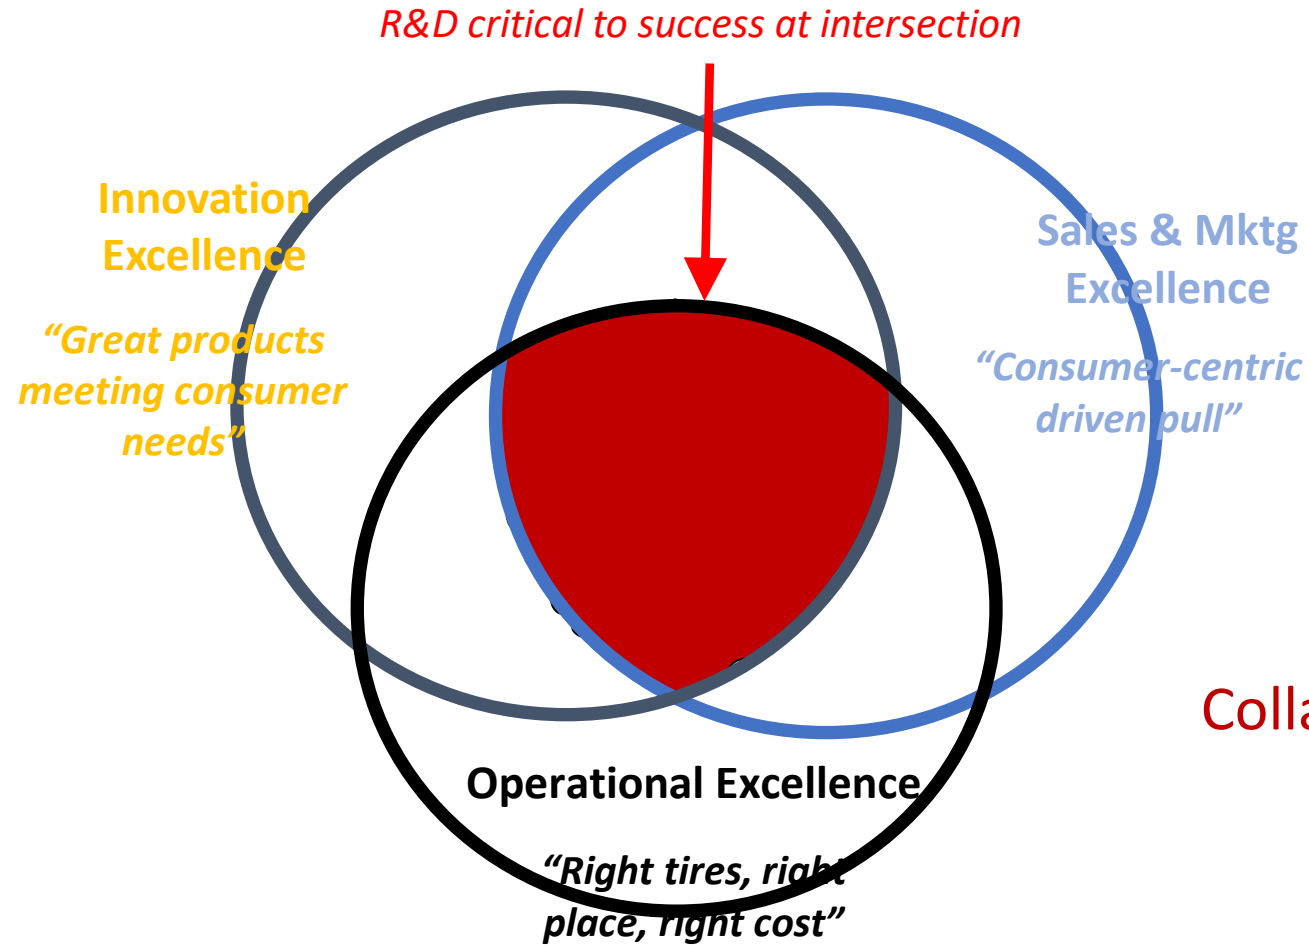 R&D critical to success at intersection
Innovation
Excellence
“Great products
meeting consumer
needs”
Sales & Mktg
Excellence
“Consumer-centric
driven pull”
Colla
Operational Excellence
“Right tires, right
place, right cost”